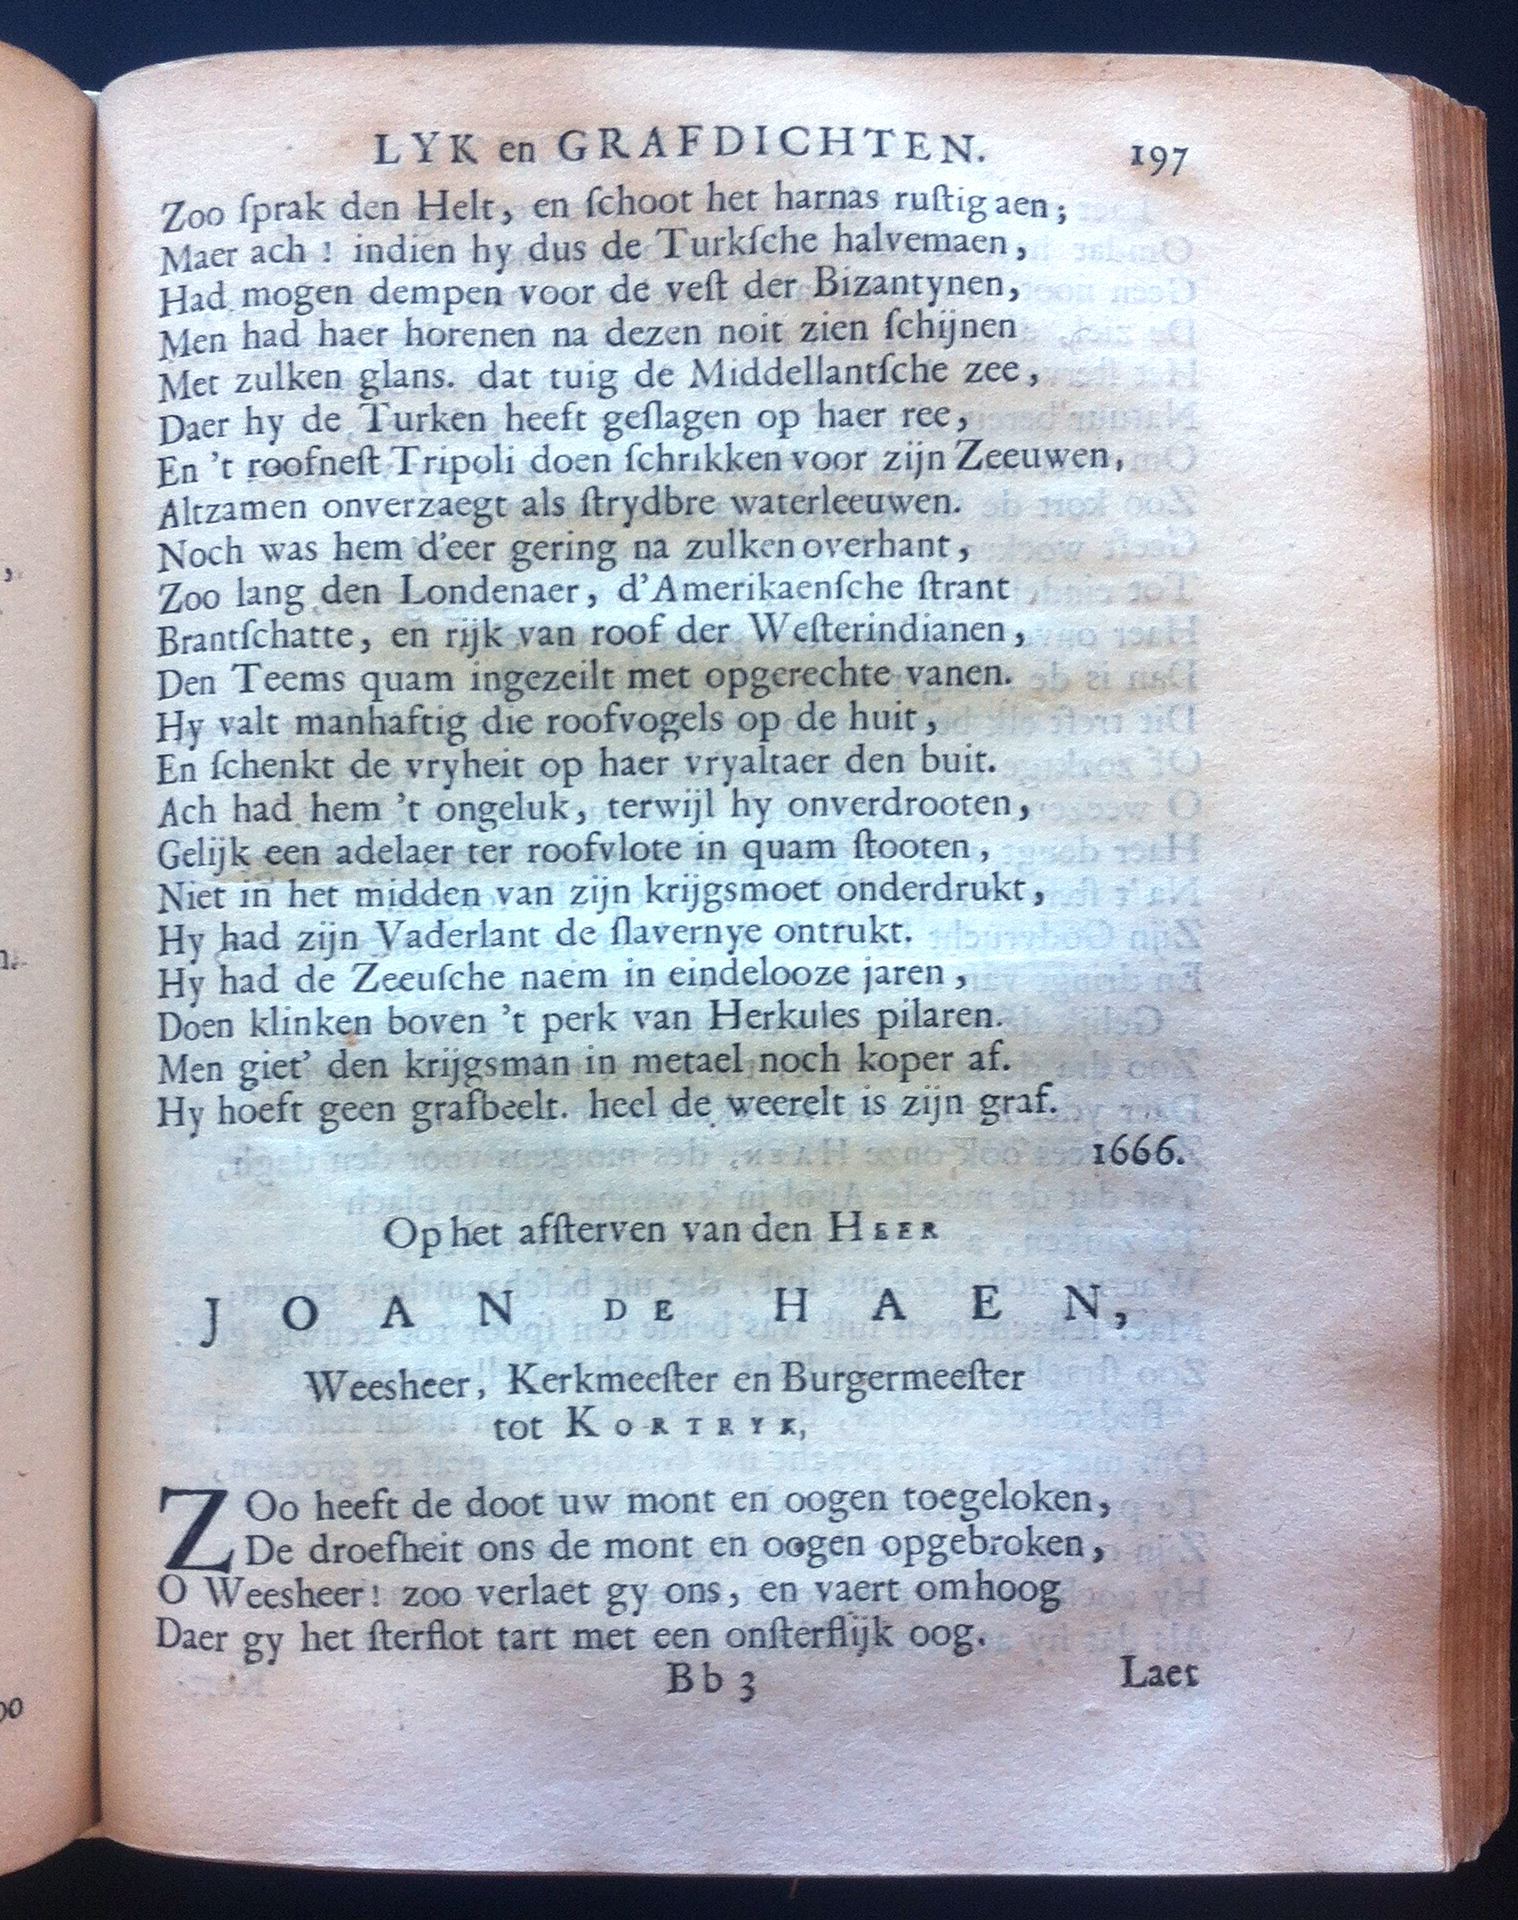 LYK en GRAFDICHTEN. 197
Zoo ſprak den Helt, en ſchoot het harnas ruſtig aen;
Maer ach! indien hy dus de Turkſche halvemaen,
Had mogen dempen voor de veſt der Bizantynen,
Men had haer horenen na dezen noit zien ſchijnen
Met zulken glans. dat tuig de Middellantſche zee,
Daer hy de Turken heeft geſlagen op haer ree,
En 't roofneſt Tripoli doen ſchrikken voor zijn Zeeuwen,
Altzamen onverzaegt als ſtrydbre waterleeuwen.
Noch was hem d'eer gering na zulken overhant,
Zoo lang den Londenaer, d'Amerikaenſche ſtrant
Brantſchatte, en rijk van roof der Weſterindianen,
Den Teems quam ingezeilt met opgerechte vanen.
Hy valt manhaftig die roofvogels op de huit,
En ſchenkt de vryheit op haer vryaltaer den buit.
Ach had hem 't ongeluk, terwijl hy onverdrooten,
Gelijk een adelaer ter roofvlote in quam ſtooten,
Niet in het midden van zijn krijgsmoet onderdrukt,
Hy had zijn Vaderlant de ſlavernye ontrukt.
Hy had de Zeeuſche naem in eindelooze jaren,
Doen klinken boven 't perk van Herkules pilaren.
Men giet' den krijgsman in metael noch koper af.
Hy hoeft geen grafbeelt. heel de weerelt is zijn graf.
1666.
Op het afſterven van den HEER
JOAN DE HAEN,
Weesheer, Kerkmeeſter en Burgermeeſter
tot KORTRYK,
ZOo heeft de doot uw mont en oogen toegeloken,
De droefheit ons de mont en oogen opgebroken,
O Weesheer! zoo verlaet gy ons, en vaert omhoog
Daer gy het ſterflot tart met een onſterflijk oog.
Bb 3 Laet